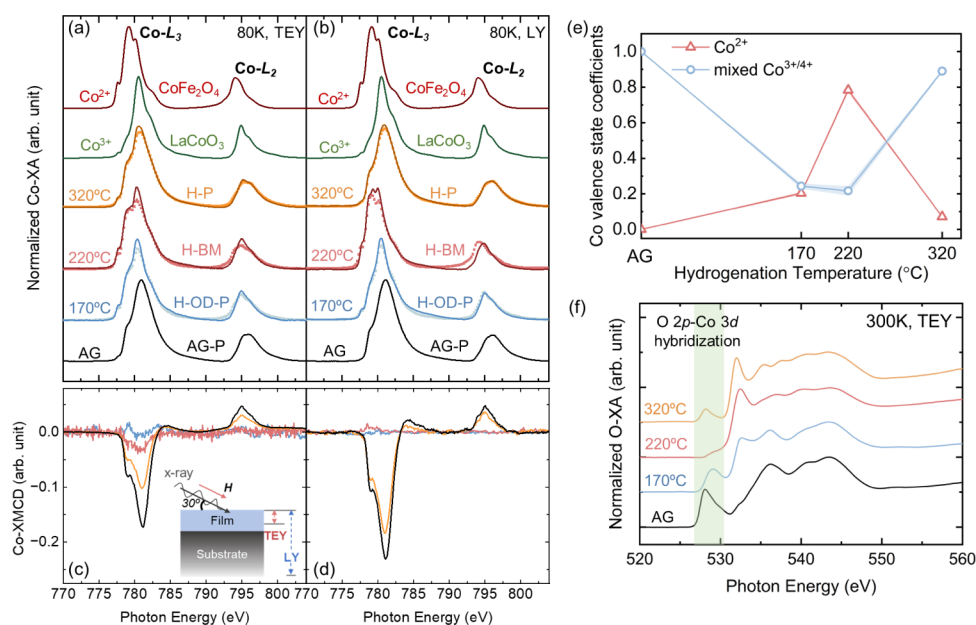 (a)
Co-L3
80K, TEY
Co-L2
Co2+
CoFe2O4
Co3+
LaCoO3
320ºC
H-P
220ºC
H-BM
170ºC
H-OD-P
AG
AG-P
Normalized Co-XA (arb. unit)
(b)
Co-L3
80K, LY
Co-L2
Co2+
CoFe2O4
Co3+
LaCoO3
320ºC
H-P
220ºC
H-BM
170ºC
H-OD-P
AG
AG-P
0.0
−0.1
−0.2
Co-XMCD (arb. unit)
x-ray
H
30º
Film
TEY
Substrate
LY
(c)
770 775 780 785 790 795 800
Photon Energy (eV)
(d)
770 775 780 785 790 795 800
Photon Energy (eV)
(e)
Co2+
mixed Co3+/4+
1.0
0.8
0.6
0.4
0.2
0.0
Co valence state coefficients
AG 170 220 320
Hydrogenation Temperature (°C)
(f)
O 2p-Co 3d
hybridization
300K, TEY
320°C
220°C
170°C
AG
Normalized O-XA (arb. unit)
520 530 540 550 560
Photon Energy (eV)